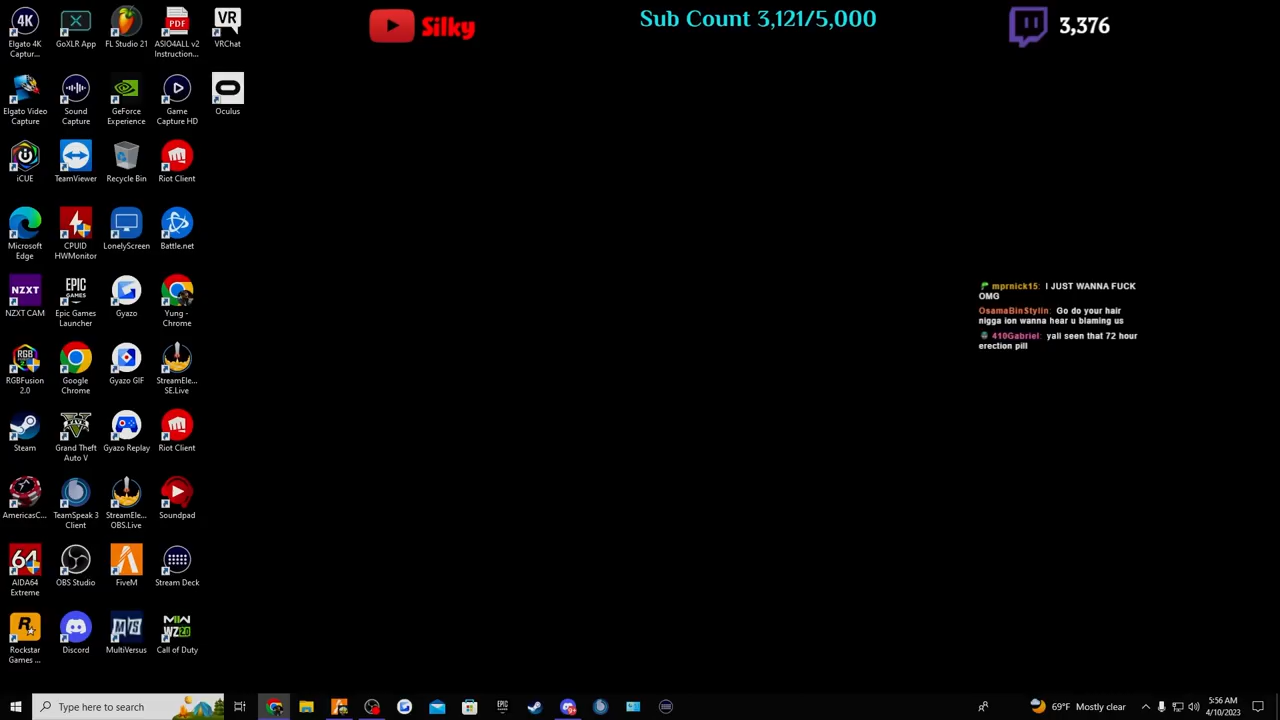 Silky
Sub Count 3,121/5,000
3,376
4K
Elgato 4K
Captur...
GoXLR App
FL Studio 21
PDF
ASIO4ALL v2
Instruction...
VR
VRChat
Elgato Video
Capture
Sound
Capture
GeForce
Experience
Game
Capture HD
Oculus
iCUE
TeamViewer
Recycle Bin
Riot Client
Microsoft
Edge
CPUID
HWMonitor
LonelyScreen
Battle.net
NZXT
NZXT CAM
EPIC
GAMES
Epic Games
Launcher
Gyazo
Yung -
Chrome
mprnick15: I JUST WANNA FUCK
OMG
OsamaBinStylin: Go do your hair
nigga ion wanna hear u blaming us
410Gabriel: yall seen that 72 hour
erection pill
RGB
RGBFusion
2.0
Google
Chrome
Gyazo GIF
StreamEle...
SE.Live
Steam
Grand Theft
Auto V
Gyazo Replay
Riot Client
AmericasC...
TeamSpeak 3
Client
StreamEle...
OBS.Live
Soundpad
64
AIDA64
Extreme
OBS Studio
FiveM
Stream Deck
Rockstar
Games ...
Discord
MultiVersus
MWII
WZ2.0
Call of Duty
Type here to search
EPIC
69°F Mostly clear
5:56 AM
4/10/2023